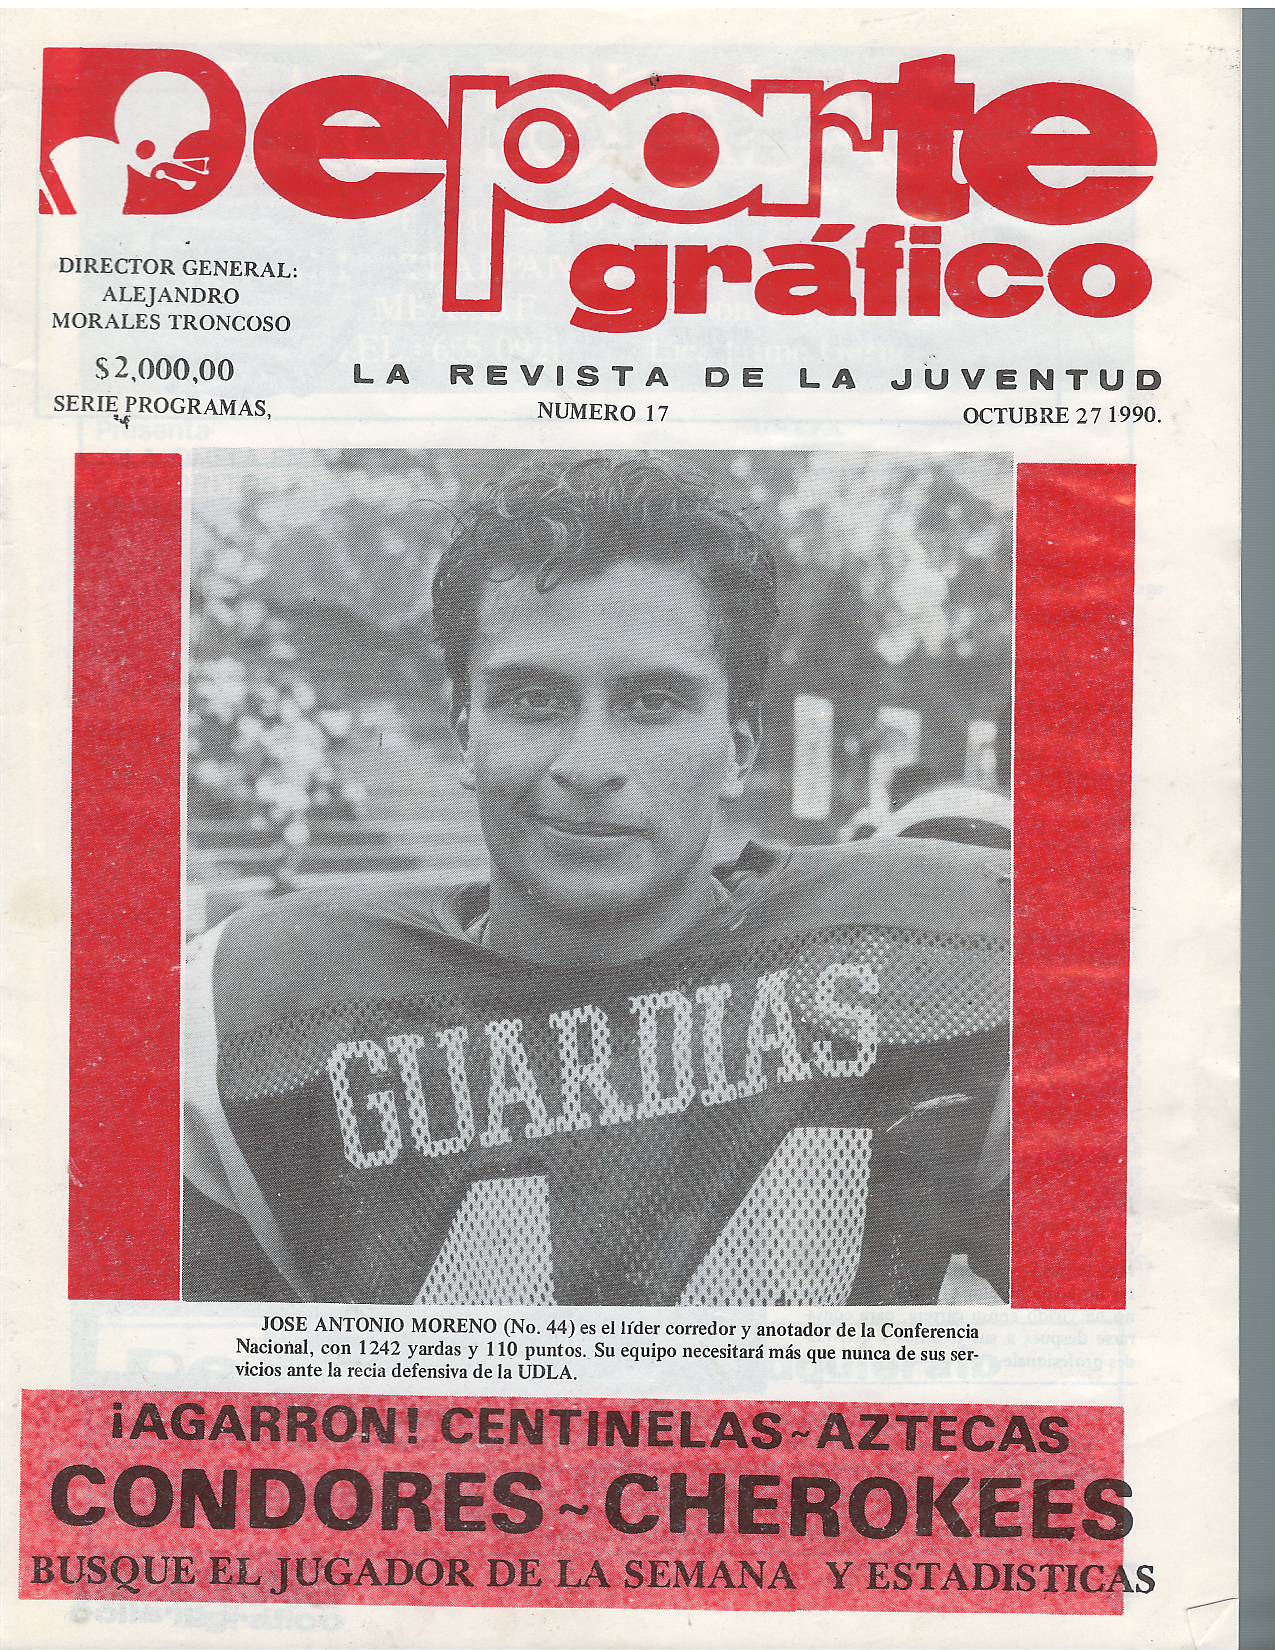 Deporte
gráfico
DIRECTOR GENERAL:
ALEJANDRO
MORALES TRONCOSO
$2,000,00
SERIE PROGRAMAS,
LA REVISTA DE LA JUVENTUD
NUMERO 17
OCTUBRE 27 1990.
GUARDIAS
JOSE ANTONIO MORENO (No. 44) es el líder corredor y anotador de la Conferencia
Nacional, con 1242 yardas y 110 puntos. Su equipo necesitará más que nunca de sus ser-
vicios ante la recia defensiva de la UDLA.
¡AGARRON! CENTINELAS~AZTECAS
CONDORES~CHEROKEES
BUSQUE EL JUGADOR DE LA SEMANA Y ESTADISTICAS